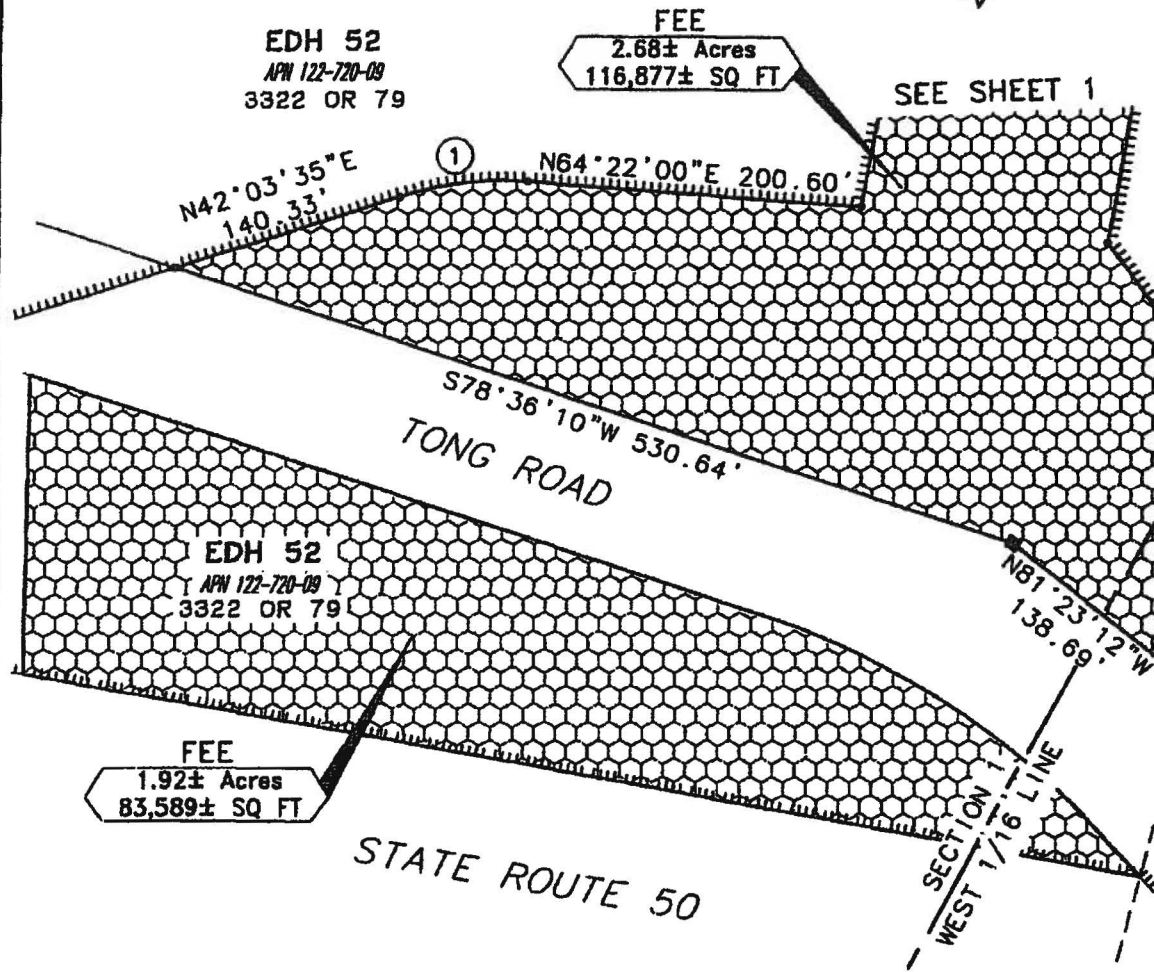 EDH 52
APN 122-720-09
3322 OR 79
FEE
2.68± Acres
116,877± SQ FT
SEE SHEET 1
N42°03'35"E
140.33'
1
N64°22'00"E 200.60'
S78°36'10"W 530.64'
TONG ROAD
N81°23'12"W
138.69'
EDH 52
APN 122-720-09
3322 OR 79
FEE
1.92± Acres
83,589± SQ FT
SECTION 1
WEST 1/16 LINE
STATE ROUTE 50